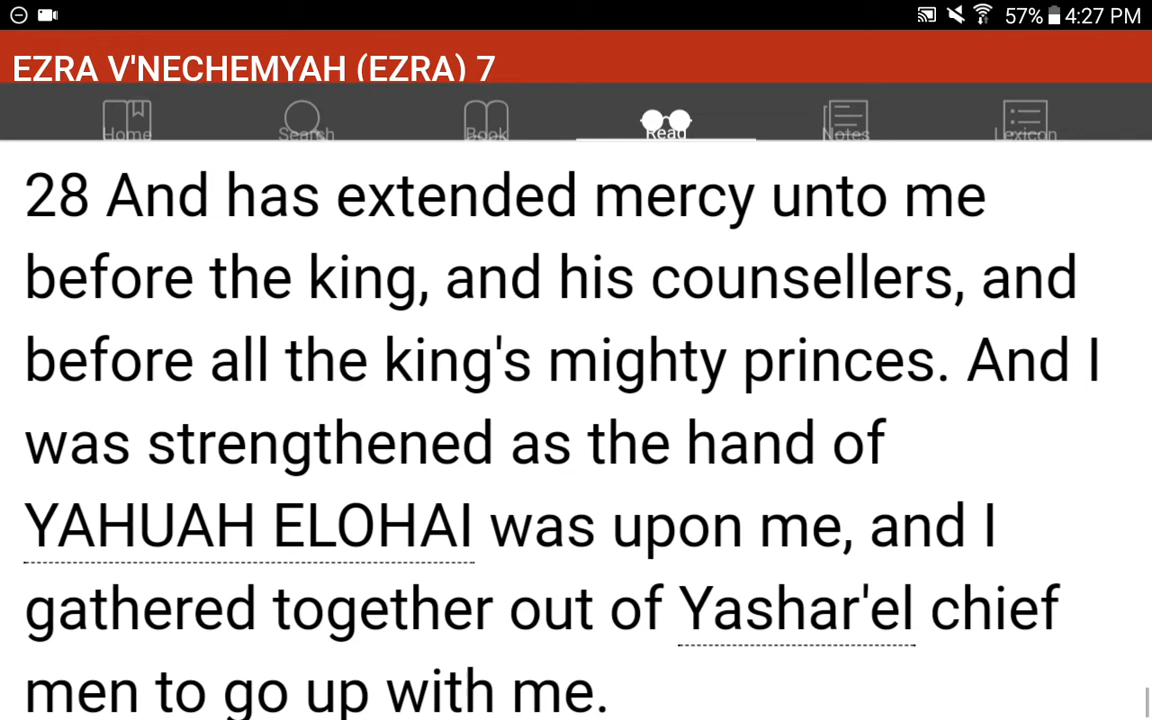 57% 4:27 PM
EZRA V'NECHEMYAH (EZRA) 7
Home Search Book Read Notes Lexicon
28 And has extended mercy unto me
before the king, and his counsellers, and
before all the king's mighty princes. And I
was strengthened as the hand of
YAHUAH ELOHAI was upon me, and I
gathered together out of Yashar'el chief
men to go up with me.